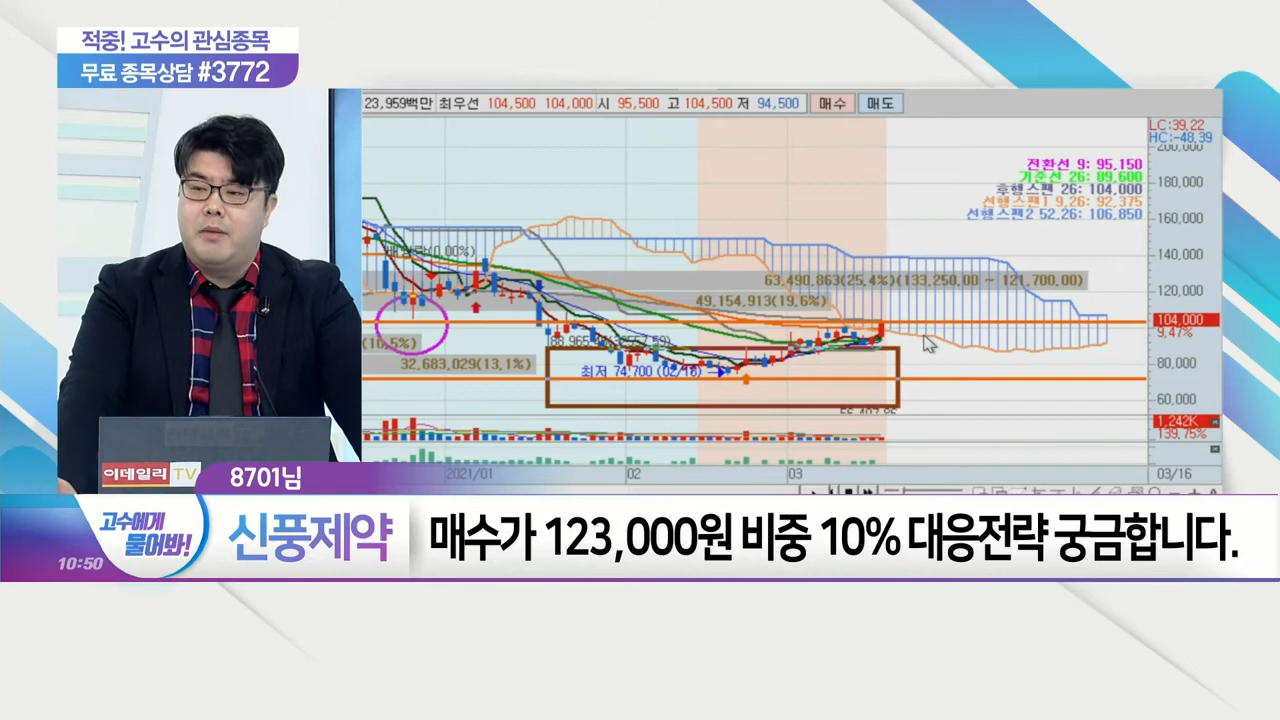 적중! 고수의 관심종목
무료 종목상담 #3772
23,959백만 최우선 104,500 104,000 시 95,500 고 104,500 저 94,500 매수 매도
LC:39.22
HC:-48.39
200,000
전환선 9: 95,150
기준선 26: 89,600
후행스팬 26: 104,000
선행스팬1 9,26: 92,375
선행스팬2 52,26: 106,850
180,000
160,000
140,000
120,000
104,000
9.47%
80,000
60,000
(0.00%)
63,490,863(25.4%)(133,250.00 ~ 121,700.00)
49,154,913(19.6%)
(10.5%)
32,683,029(13.1%)
최저 74,700 (02/18)
1,242K
139.75%
2021/01 02 03 03/16
이데일리 TV
8701님
고수에게
물어봐!
10:50
신풍제약
매수가 123,000원 비중 10% 대응전략 궁금합니다.